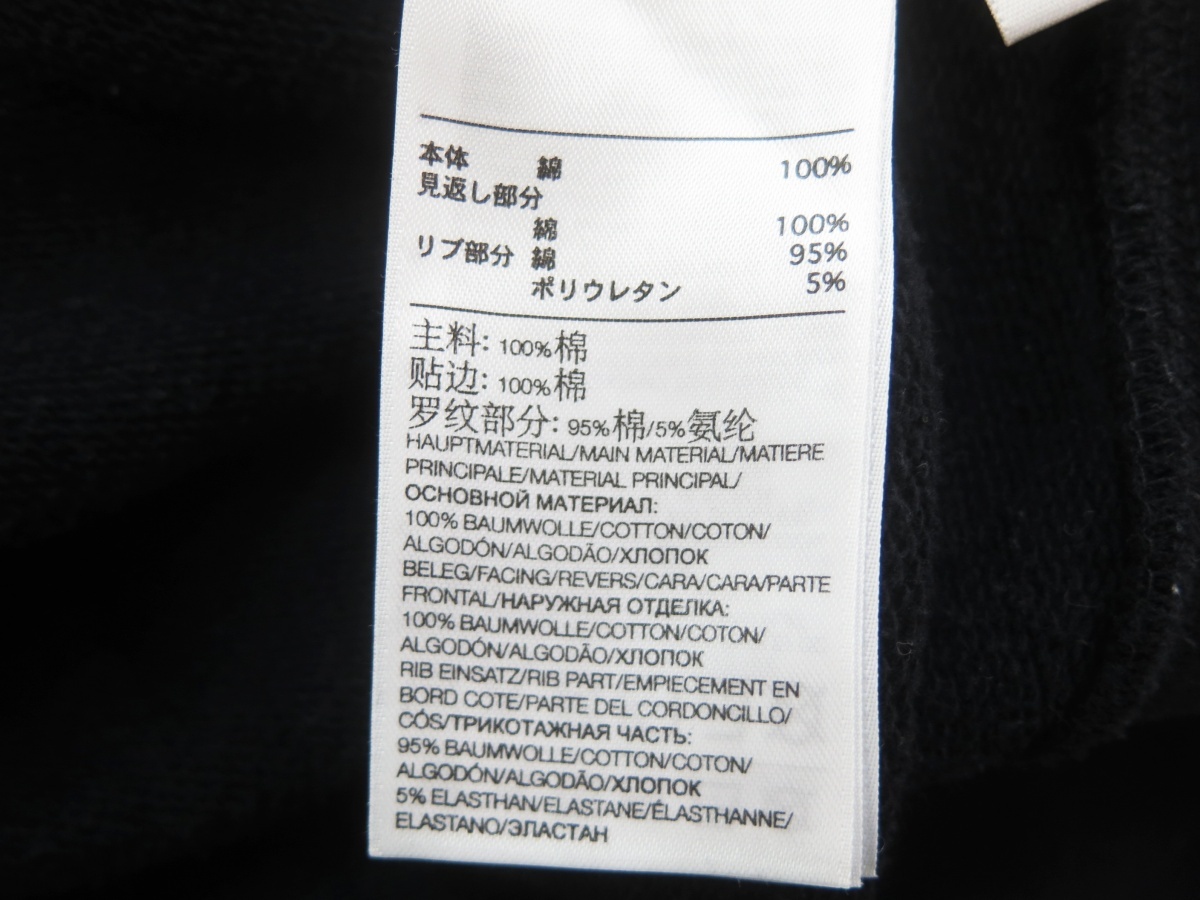 本体 綿 100%
見返し部分
綿 100%
リブ部分 綿 95%
ポリウレタン 5%
主料: 100%棉
贴边: 100%棉
罗纹部分: 95%棉/5%氨纶
HAUPTMATERIAL/MAIN MATERIAL/MATIERE
PRINCIPALE/MATERIAL PRINCIPAL/
ОСНОВНОЙ МАТЕРИАЛ:
100% BAUMWOLLE/COTTON/COTON/
ALGODÓN/ALGODÃO/ХЛОПОК
BELEG/FACING/REVERS/CARA/CARA/PARTE
FRONTAL/НАРУЖНАЯ ОТДЕЛКА:
100% BAUMWOLLE/COTTON/COTON/
ALGODÓN/ALGODÃO/ХЛОПОК
RIB EINSATZ/RIB PART/EMPIECEMENT EN
BORD COTE/PARTE DEL CORDONCILLO/
CÓS/ТРИКОТАЖНАЯ ЧАСТЬ:
95% BAUMWOLLE/COTTON/COTON/
ALGODÓN/ALGODÃO/ХЛОПОК
5% ELASTHAN/ELASTANE/ÉLASTHANNE/
ELASTANO/ЭЛАСТАН